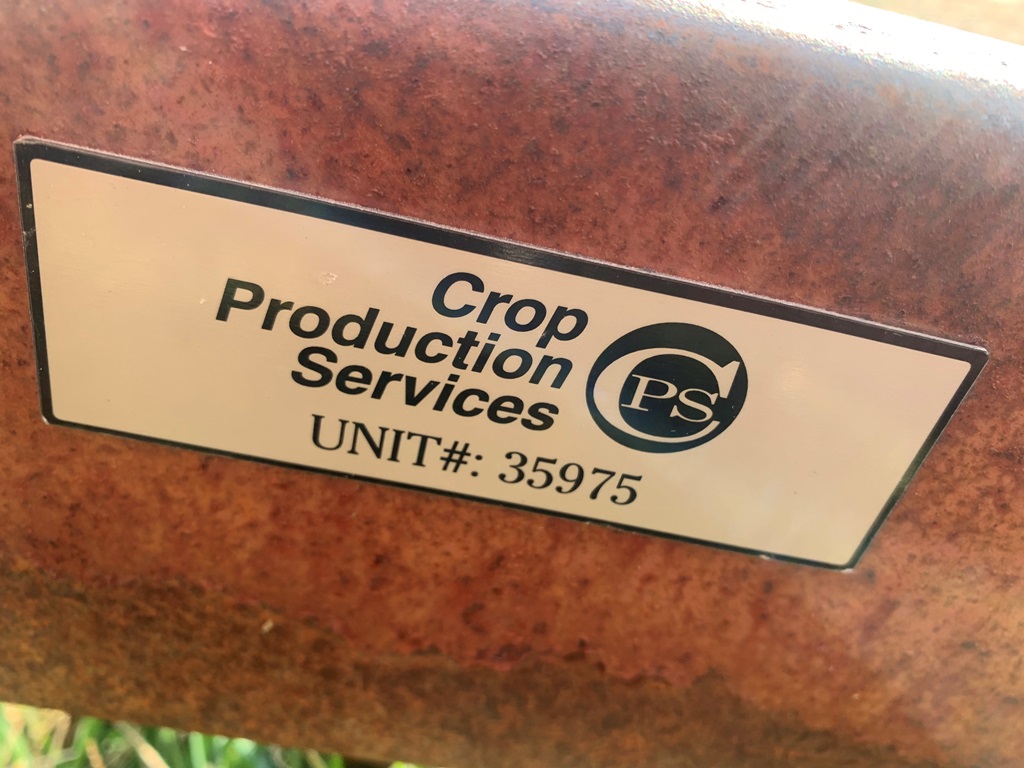 Crop
Production
Services
CPS
UNIT#: 35975